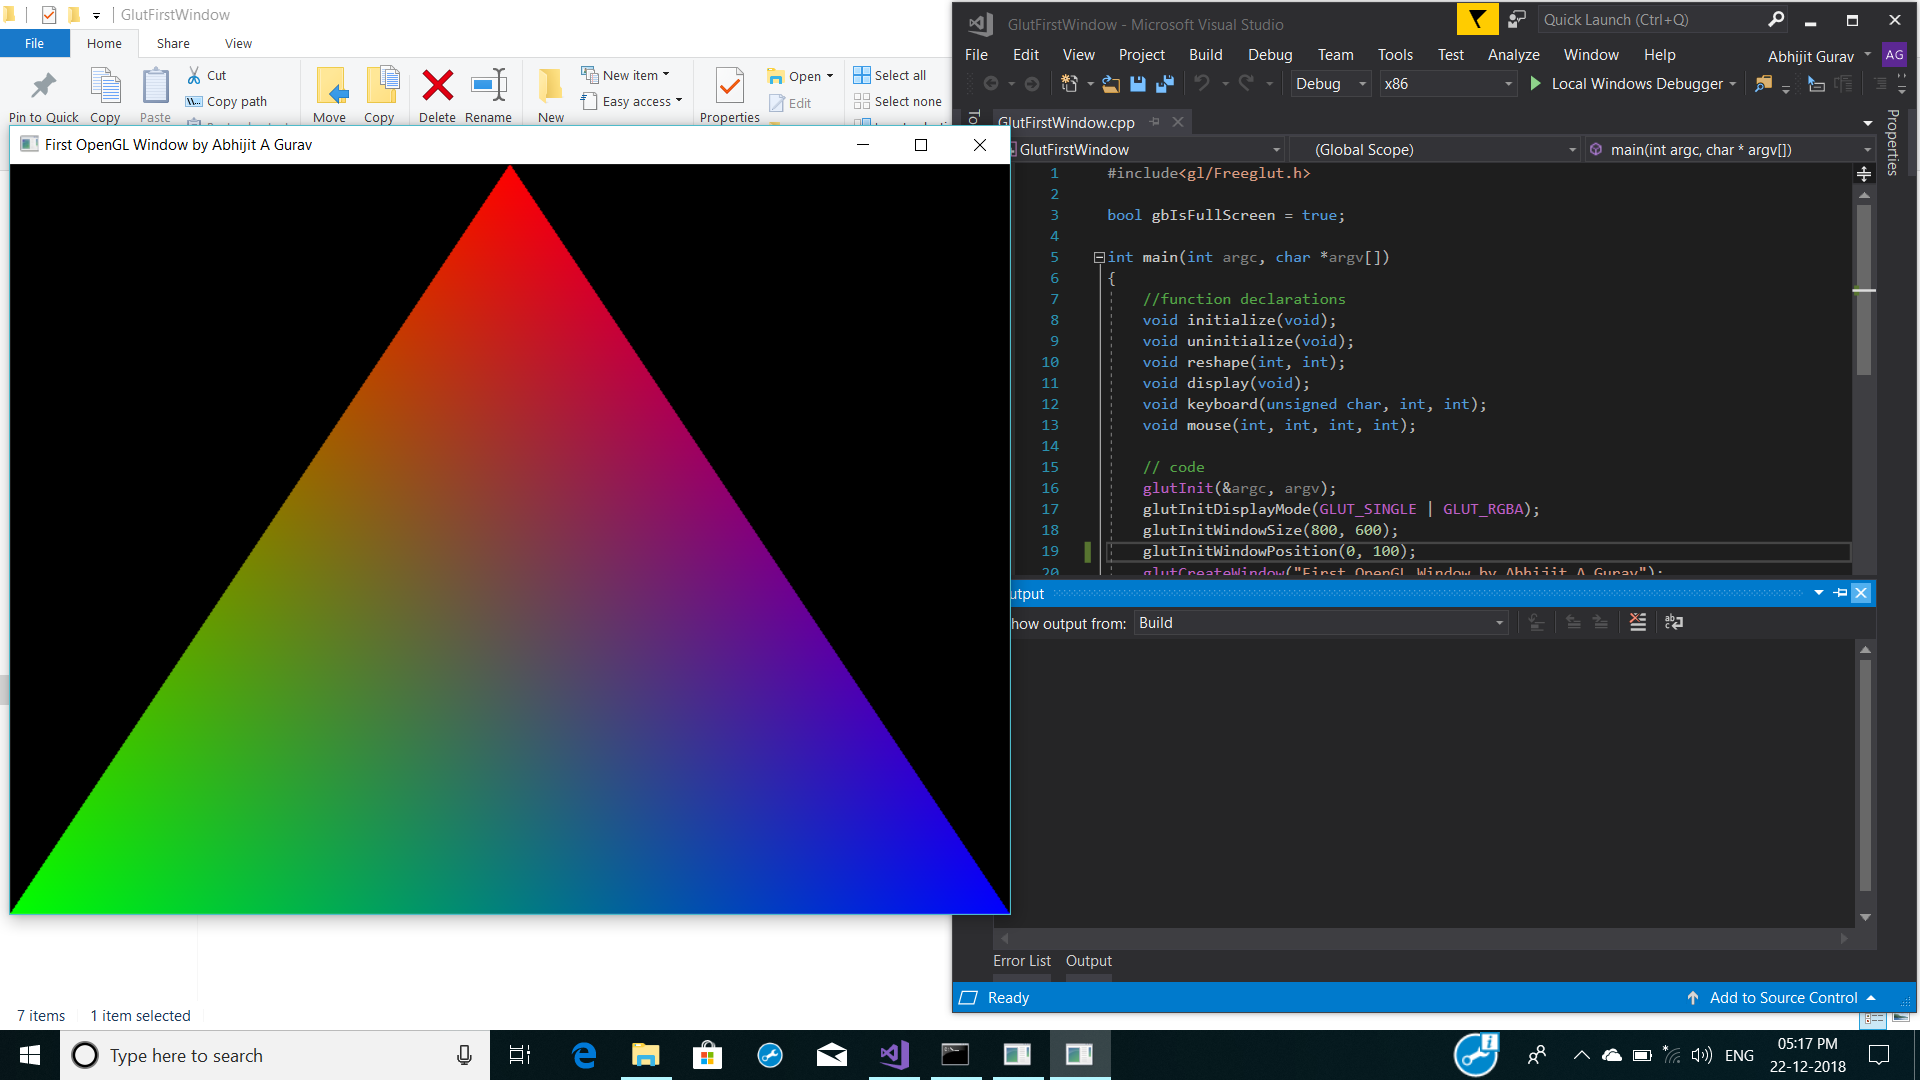 GlutFirstWindow
File
Home
Share
View
Pin to Quick
Copy
Paste
Cut
Copy path
Move
Copy
Delete
Rename
New
New item
Easy access
Properties
Open
Edit
Select all
Select none
First OpenGL Window by Abhijit A Gurav
7 items 1 item selected
GlutFirstWindow - Microsoft Visual Studio
Quick Launch (Ctrl+Q)
File Edit View Project Build Debug Team Tools Test Analyze Window Help
Abhijit Gurav AG
Debug x86 Local Windows Debugger
GlutFirstWindow.cpp
Properties
GlutFirstWindow (Global Scope) main(int argc, char * argv[])
1 #include<gl/Freeglut.h>
2
3 bool gbIsFullScreen = true;
4
5 int main(int argc, char *argv[])
6 {
7 //function declarations
8 void initialize(void);
9 void uninitialize(void);
10 void reshape(int, int);
11 void display(void);
12 void keyboard(unsigned char, int, int);
13 void mouse(int, int, int, int);
14
15 // code
16 glutInit(&argc, argv);
17 glutInitDisplayMode(GLUT_SINGLE | GLUT_RGBA);
18 glutInitWindowSize(800, 600);
19 glutInitWindowPosition(0, 100);
20 glutCreateWindow("First OpenGL Window by Abhijit A Gurav");
utput
how output from: Build
Error List Output
Ready
Add to Source Control
Type here to search
ENG
05:17 PM
22-12-2018